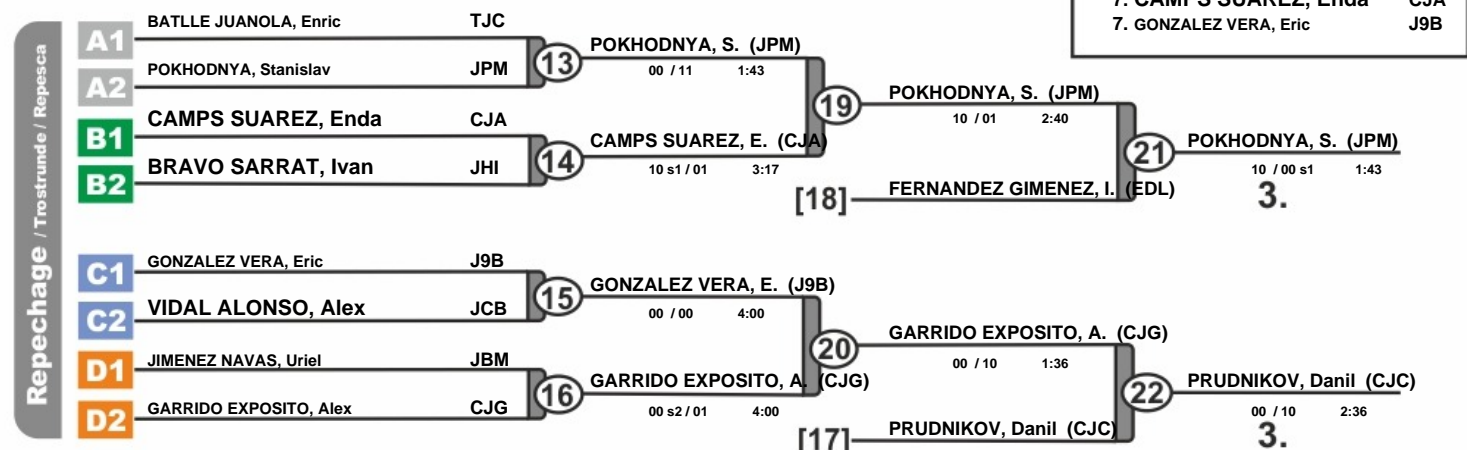 7. CAMPS SUAREZ, Enda CJA
7. GONZALEZ VERA, Eric J9B
Repechage / Trostrunde / Repesca
A1 BATLLE JUANOLA, Enric TJC
A2 POKHODNYA, Stanislav JPM
13 POKHODNYA, S. (JPM)
00 / 11 1:43
B1 CAMPS SUAREZ, Enda CJA
B2 BRAVO SARRAT, Ivan JHI
14 CAMPS SUAREZ, E. (CJA)
10 s1 / 01 3:17
19 POKHODNYA, S. (JPM)
10 / 01 2:40
[18] FERNANDEZ GIMENEZ, I. (EDL)
21 POKHODNYA, S. (JPM)
10 / 00 s1 1:43
3.
C1 GONZALEZ VERA, Eric J9B
C2 VIDAL ALONSO, Alex JCB
15 GONZALEZ VERA, E. (J9B)
00 / 00 4:00
D1 JIMENEZ NAVAS, Uriel JBM
D2 GARRIDO EXPOSITO, Alex CJG
16 GARRIDO EXPOSITO, A. (CJG)
00 s2 / 01 4:00
20 GARRIDO EXPOSITO, A. (CJG)
00 / 10 1:36
[17] PRUDNIKOV, Danil (CJC)
22 PRUDNIKOV, Danil (CJC)
00 / 10 2:36
3.